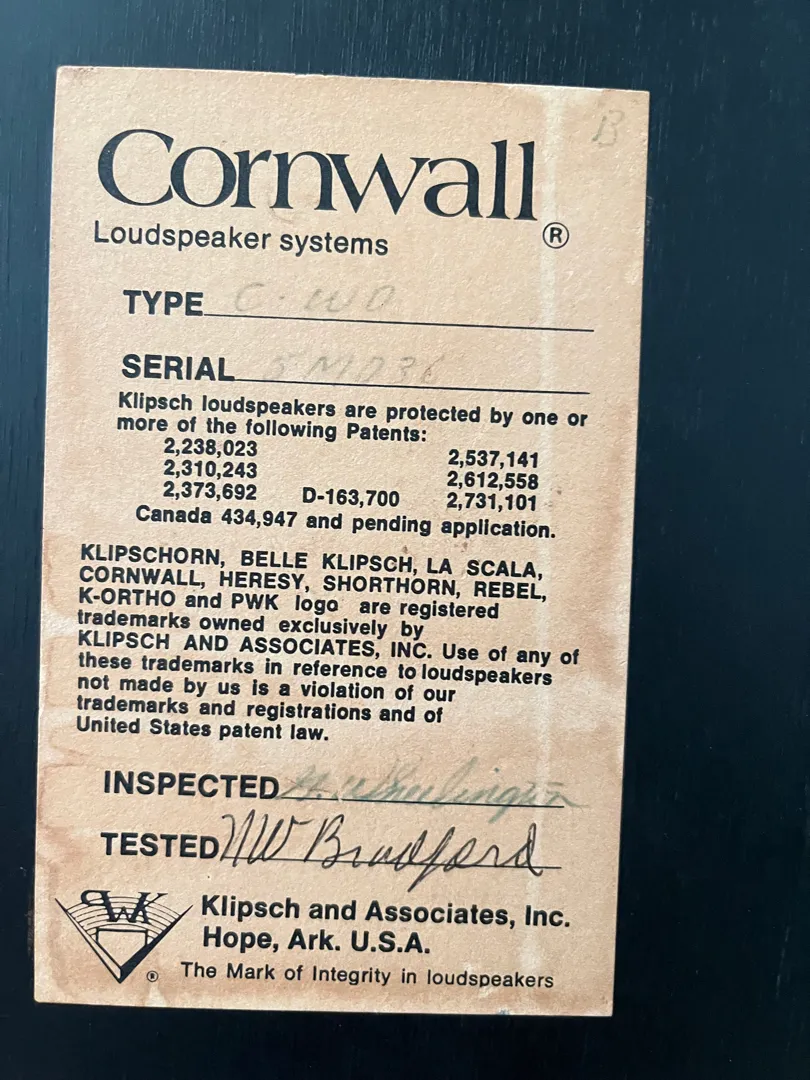 B
Cornwall ®
Loudspeaker systems
TYPE C-WO
SERIAL
Klipsch loudspeakers are protected by one or
more of the following Patents:
2,238,023 2,537,141
2,310,243 2,612,558
2,373,692 D-163,700 2,731,101
Canada 434,947 and pending application.
KLIPSCHORN, BELLE KLIPSCH, LA SCALA,
CORNWALL, HERESY, SHORTHORN, REBEL,
K-ORTHO and PWK logo are registered
trademarks owned exclusively by
KLIPSCH AND ASSOCIATES, INC. Use of any of
these trademarks in reference to loudspeakers
not made by us is a violation of our
trademarks and registrations and of
United States patent law.
INSPECTED
TESTED MW Bradford
PWK ®
Klipsch and Associates, Inc.
Hope, Ark. U.S.A.
The Mark of Integrity in loudspeakers